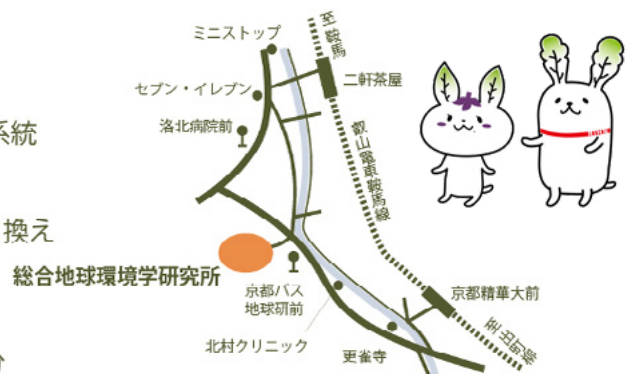 ミニストップ
至鞍馬
二軒茶屋
セブン・イレブン
系統
洛北病院前
叡山電車鞍馬線
換え
総合地球環境学研究所
京都バス
地球研前
京都精華大前
北村クリニック
更雀寺
至出町柳